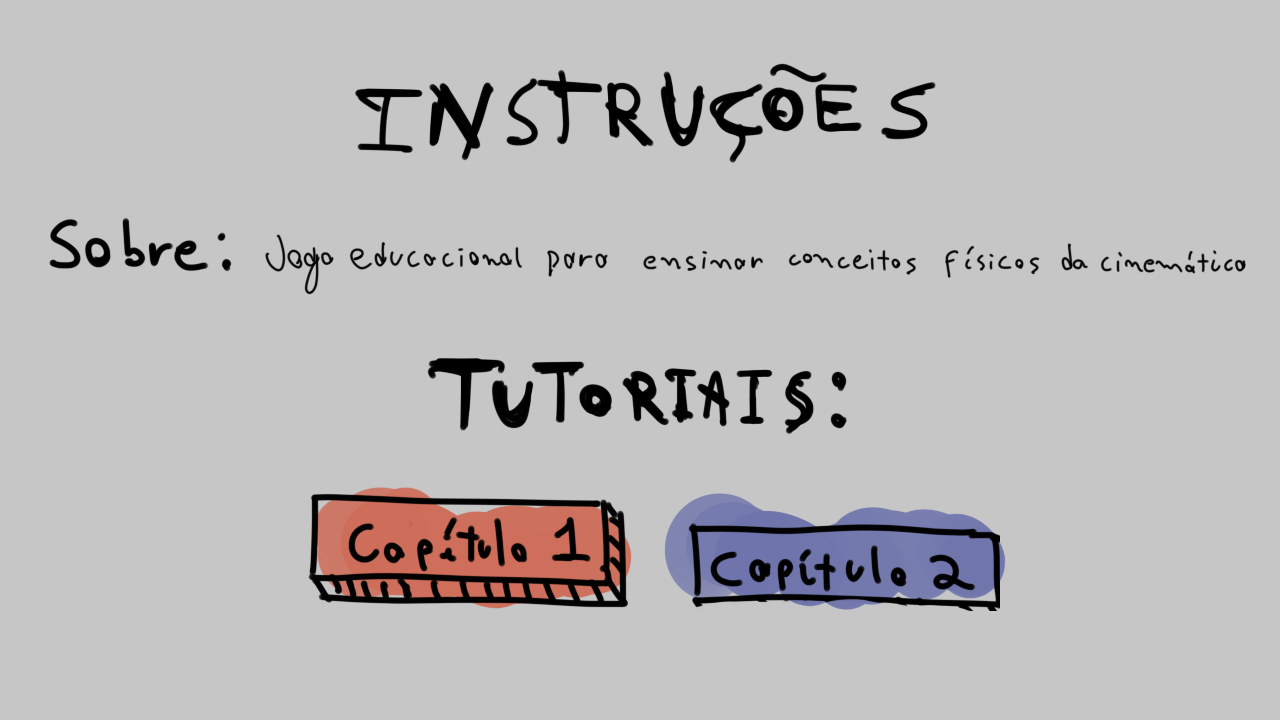 INSTRUÇÕES
Sobre: Jogo educacional para ensinar conceitos físicos da cinemática
TUTORIAIS:
Capítulo 1
Capítulo 2